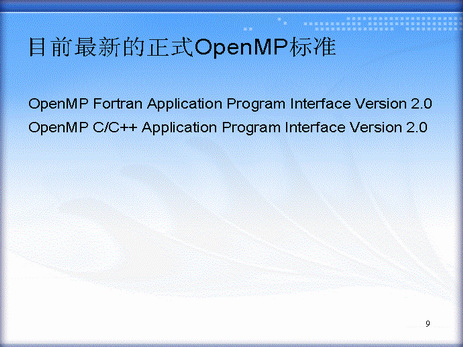 目前最新的正式OpenMP标准
OpenMP Fortran Application Program Interface Version 2.0
OpenMP C/C++ Application Program Interface Version 2.0
9